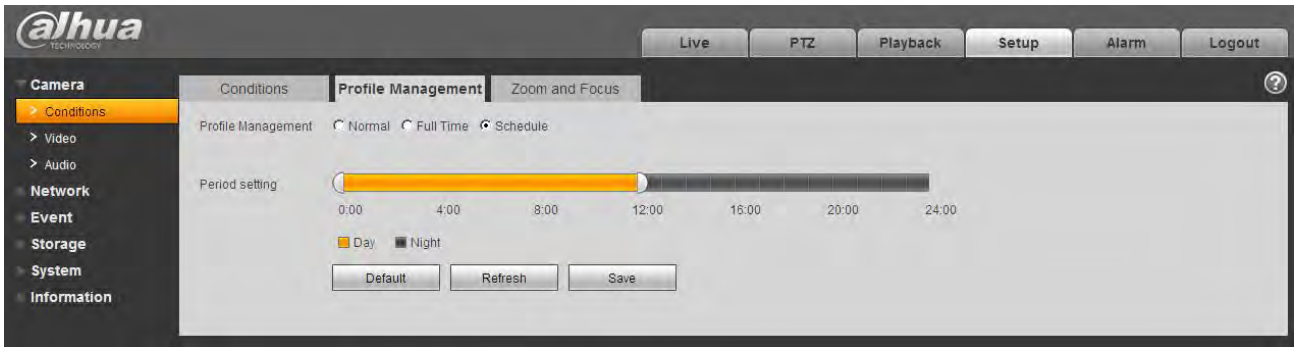 alhua
TECHNOLOGY
Live PTZ Playback Setup Alarm Logout
Camera
> Conditions
> Video
> Audio
Network
Event
Storage
System
Information
Conditions Profile Management Zoom and Focus ?
Profile Management Normal Full Time Schedule
Period setting
0:00 4:00 8:00 12:00 16:00 20:00 24:00
Day Night
Default Refresh Save